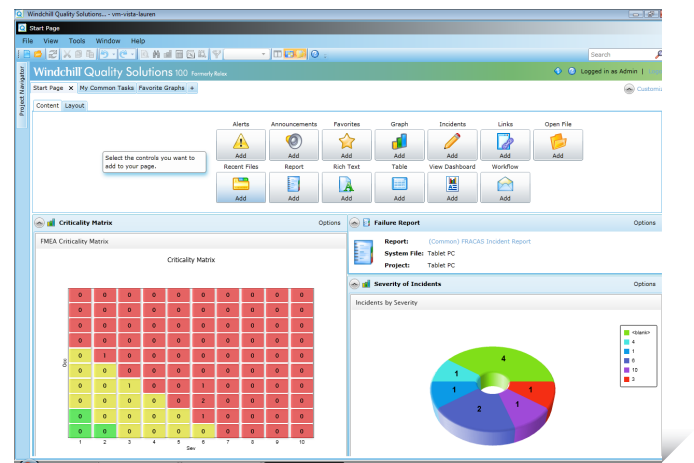 Windchill Quality Solutions... - vm-vista-lauren
Start Page
File View Tools Window Help
Search
Project Navigator
Windchill Quality Solutions 10.0 Formerly Relex
Logged in as Admin |
Start Page x My Common Tasks Favorite Graphs +
Customiz
Content Layout
Alerts Announcements Favorites Graph Incidents Links Open File
Add Add Add Add Add Add Add
Select the controls you want to
add to your page.
Recent Files Report Rich Text Table View Dashboard Workflow
Add Add Add Add Add Add
Criticality Matrix Options
FMEA Criticality Matrix
Criticality Matrix
0 0 0 0 0 0 0 0 0 0
0 0 0 0 0 0 0 0 0 0
0 0 0 0 0 0 0 0 0 0
0 0 0 0 0 0 0 0 0 0
0 1 0 0 0 0 0 0 0 0
0 0 0 0 0 0 0 0 0 0
0 0 1 0 0 1 0 0 0 0
0 0 0 0 0 2 0 0 0 0
0 0 0 0 0 1 0 0 0 0
0 0 0 0 0 0 0 0 0 0
Occ
1 2 3 4 5 6 7 8 9 10
Sev
Failure Report Options
Report: (Common) FRACAS Incident Report
System File: Tablet PC
Project: Tablet PC
Severity of Incidents Options
Incidents by Severity
4
1
1
2
1
1
<blank>
4
1
6
10
3